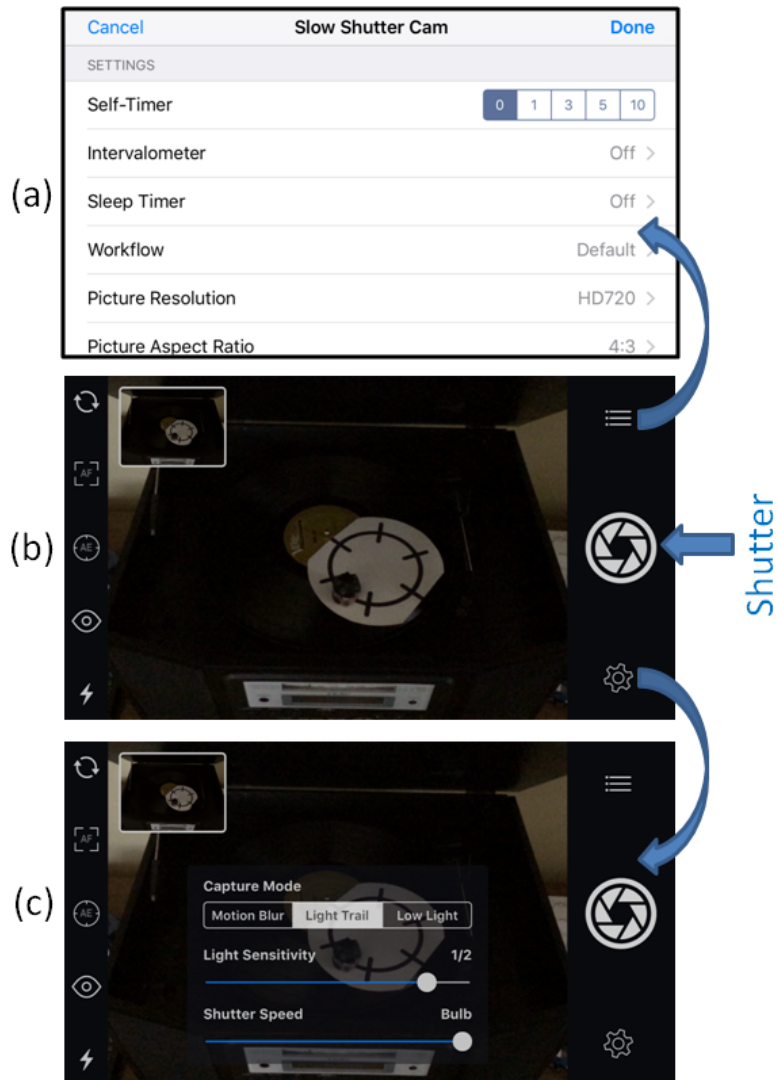 Cancel Slow Shutter Cam Done
SETTINGS
Self-Timer 0 1 3 5 10
Intervalometer Off >
(a)
Sleep Timer Off >
Workflow Default >
Picture Resolution HD720 >
Picture Aspect Ratio 4:3 >
AF
(b)
AE
Shutter
AF
(c)
AE
Capture Mode
Motion Blur Light Trail Low Light
Light Sensitivity 1/2
Shutter Speed Bulb